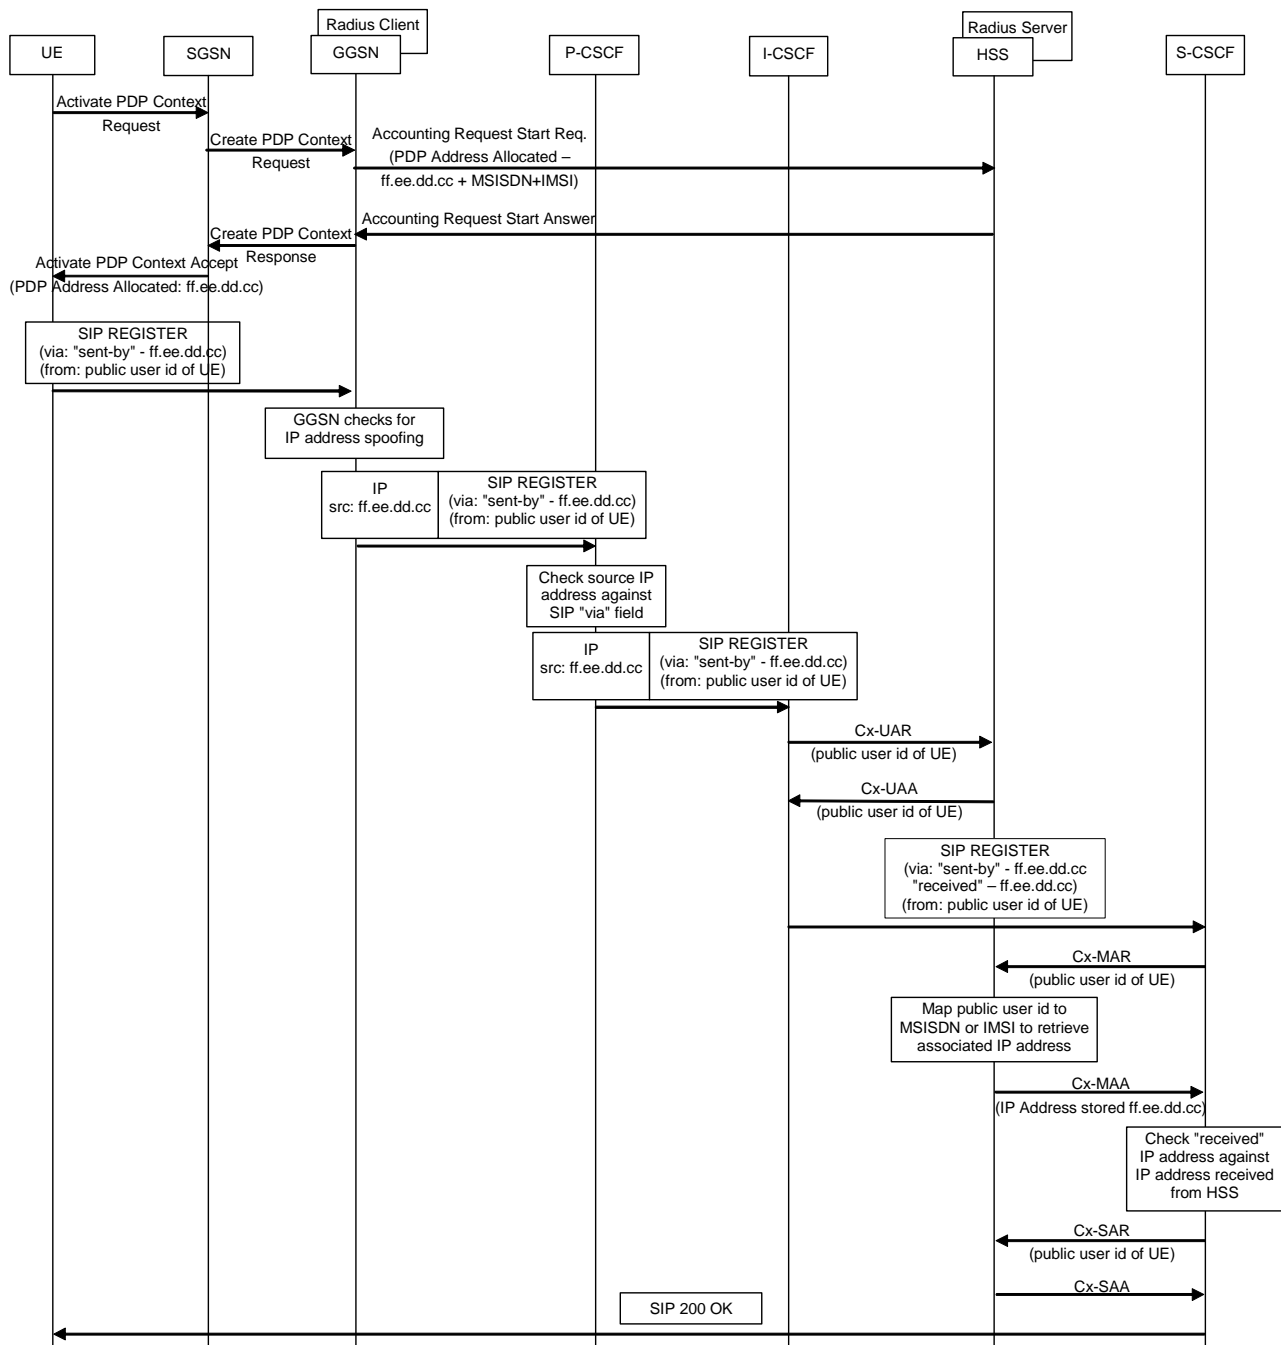 Radius Client
Radius Server
UE
SGSN
GGSN
P-CSCF
I-CSCF
HSS
S-CSCF
Activate PDP Context
Request
Create PDP Context
Request
Accounting Request Start Req.
(PDP Address Allocated –
ff.ee.dd.cc + MSISDN+IMSI)
Accounting Request Start Answer
Create PDP Context
Response
Activate PDP Context Accept
(PDP Address Allocated: ff.ee.dd.cc)
SIP REGISTER
(via: "sent-by" - ff.ee.dd.cc)
(from: public user id of UE)
GGSN checks for
IP address spoofing
IP
src: ff.ee.dd.cc
SIP REGISTER
(via: "sent-by" - ff.ee.dd.cc)
(from: public user id of UE)
Check source IP
address against
SIP "via" field
IP
src: ff.ee.dd.cc
SIP REGISTER
(via: "sent-by" - ff.ee.dd.cc)
(from: public user id of UE)
Cx-UAR
(public user id of UE)
Cx-UAA
(public user id of UE)
SIP REGISTER
(via: "sent-by" - ff.ee.dd.cc
"received" – ff.ee.dd.cc)
(from: public user id of UE)
Cx-MAR
(public user id of UE)
Map public user id to
MSISDN or IMSI to retrieve
associated IP address
Cx-MAA
(IP Address stored ff.ee.dd.cc)
Check "received"
IP address against
IP address received
from HSS
Cx-SAR
(public user id of UE)
Cx-SAA
SIP 200 OK